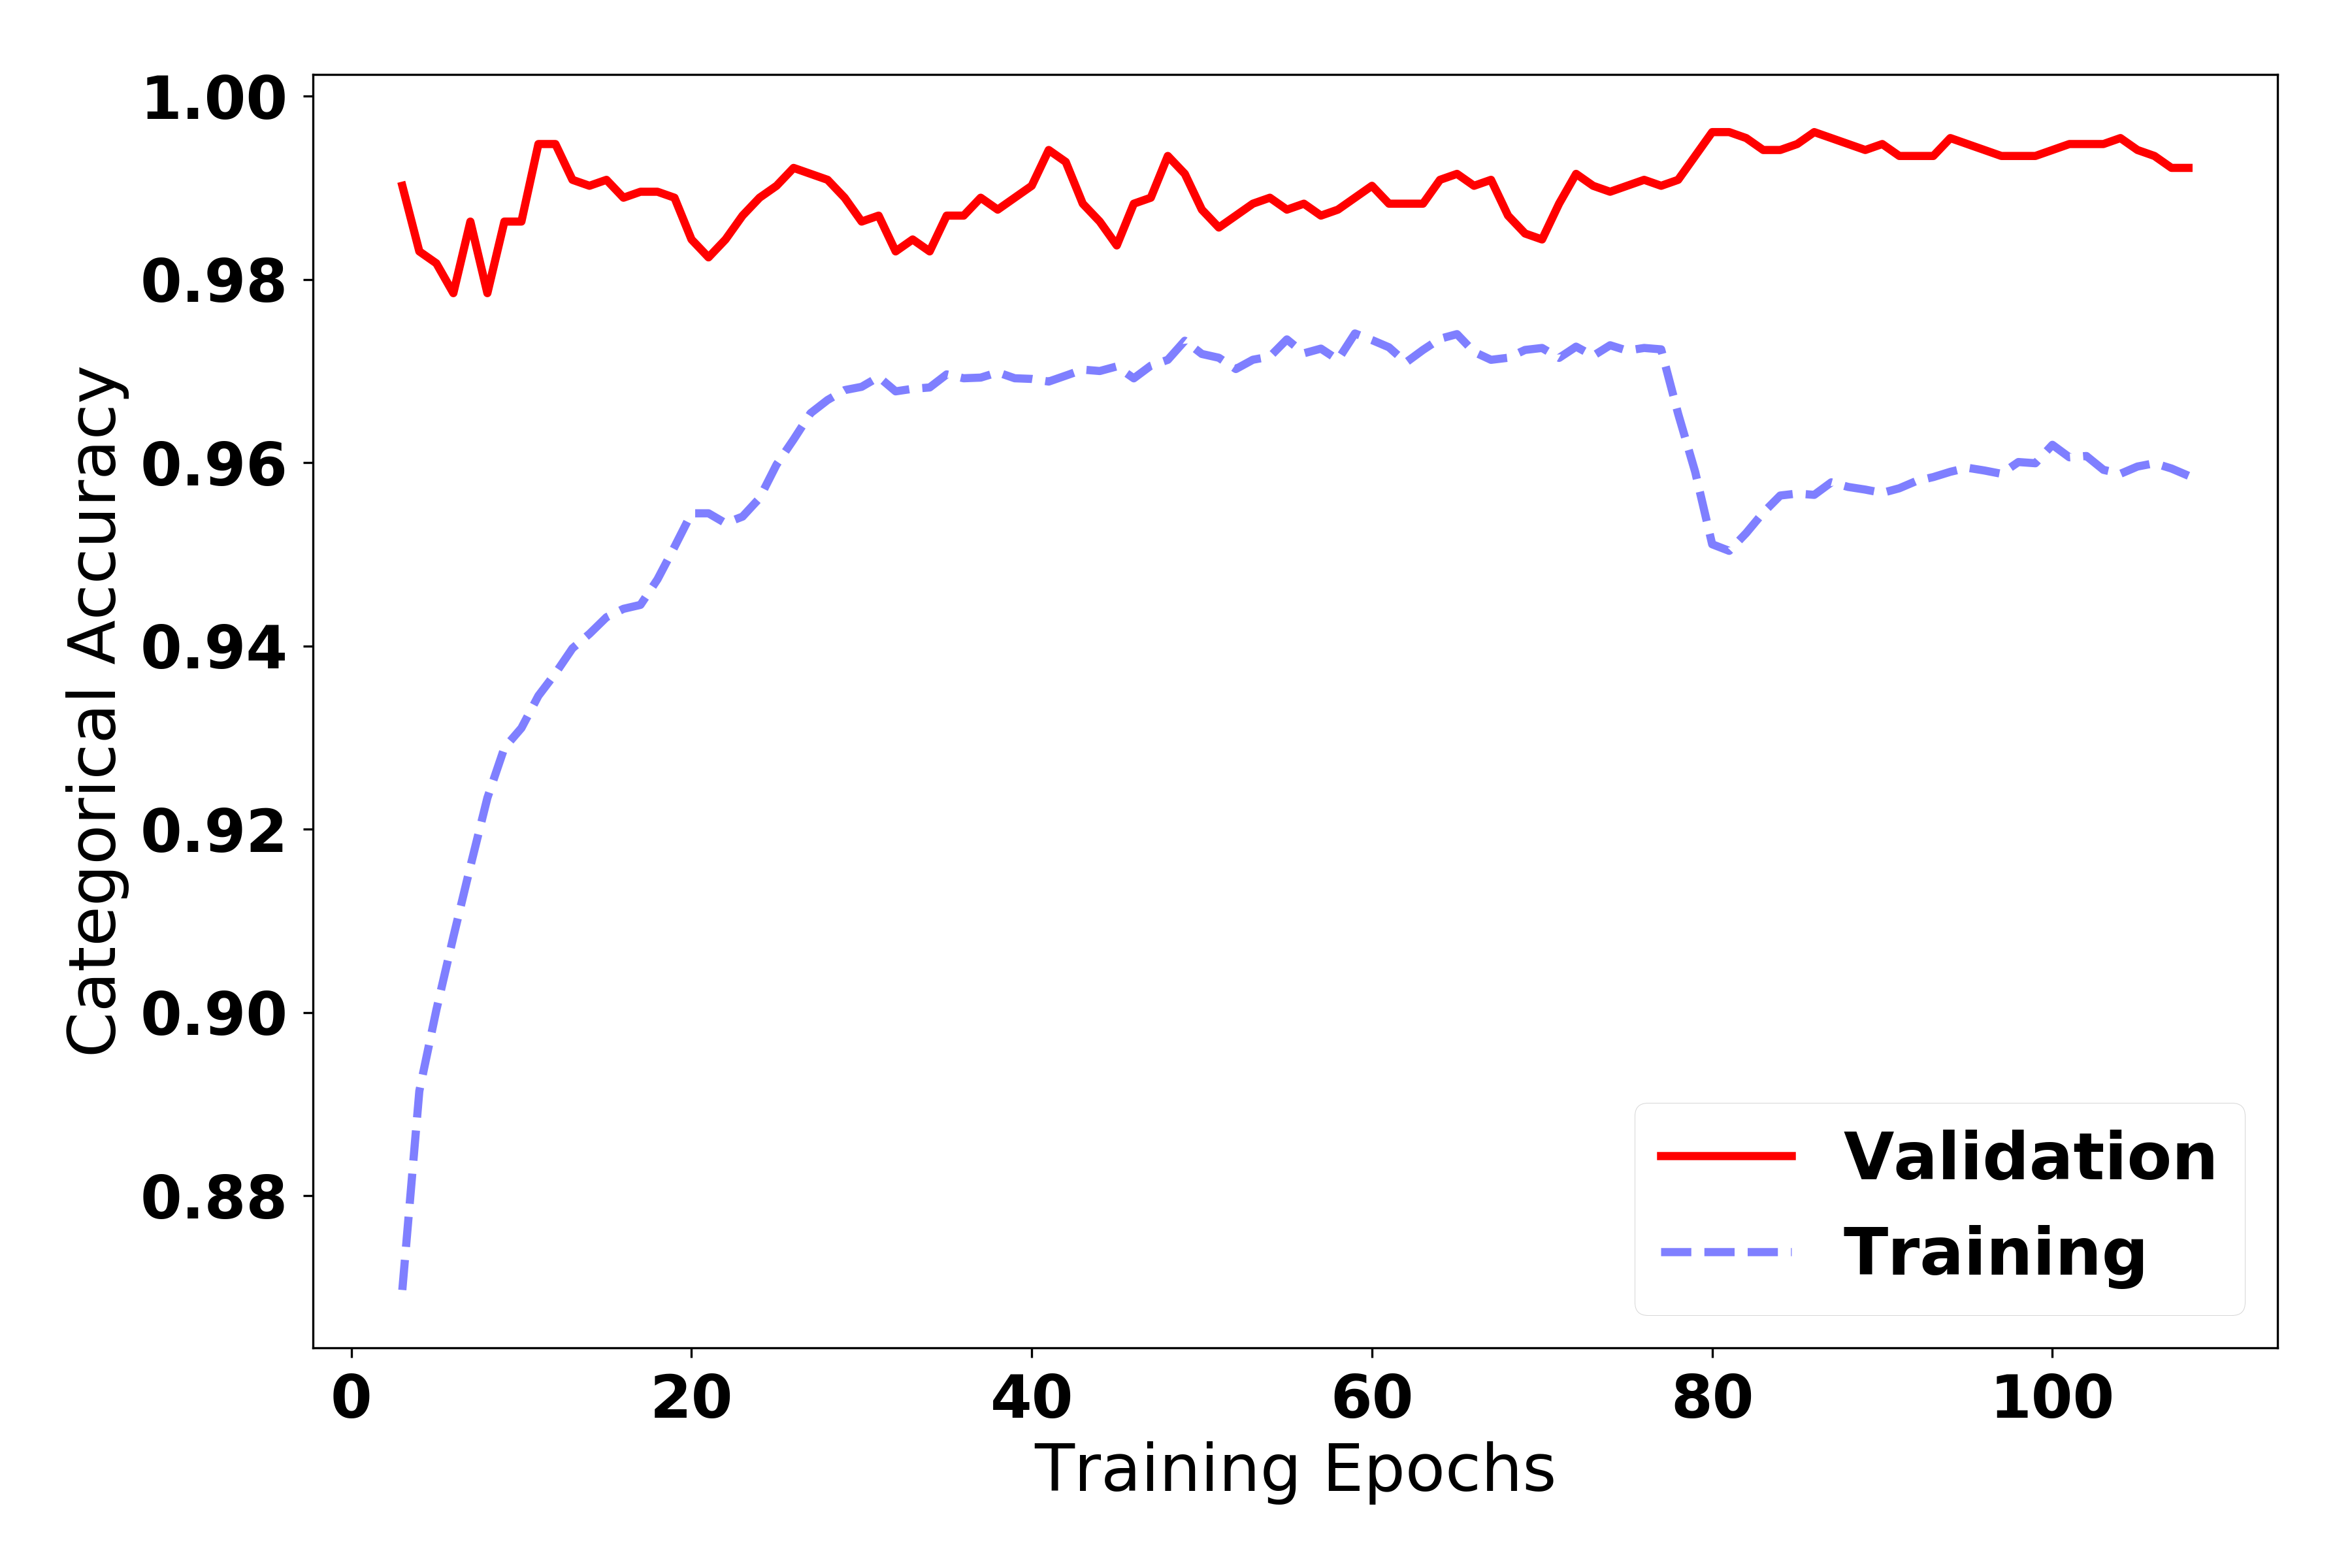 1.00
0.98
0.96
0.94
0.92
0.90
0.88
Categorical Accuracy
0 20 40 60 80 100
Training Epochs
Validation
Training